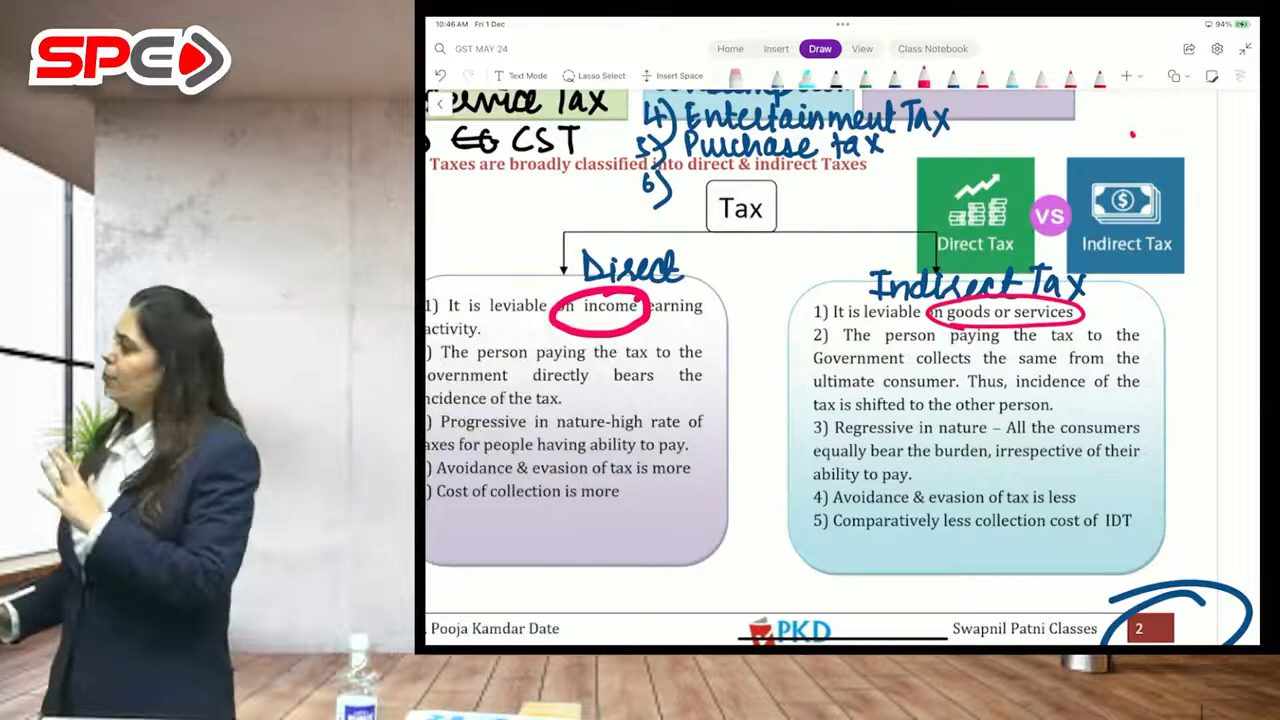 SPED
10:46 AM Fri 1 Dec
94%
GST MAY 24
Home Insert Draw View Class Notebook
Text Mode Lasso Select Insert Space
Service Tax
CST
4) Entertainment Tax
5) Purchase tax
6)
Taxes are broadly classified into direct & indirect Taxes
Tax
Direct Tax
VS
Indirect Tax
Direct
1) It is leviable on income earning
activity.
) The person paying the tax to the
overnment directly bears the
ncidence of the tax.
) Progressive in nature-high rate of
axes for people having ability to pay.
) Avoidance & evasion of tax is more
) Cost of collection is more
Indirect Tax
1) It is leviable on goods or services
2) The person paying the tax to the
Government collects the same from the
ultimate consumer. Thus, incidence of the
tax is shifted to the other person.
3) Regressive in nature – All the consumers
equally bear the burden, irrespective of their
ability to pay.
4) Avoidance & evasion of tax is less
5) Comparatively less collection cost of IDT
. Pooja Kamdar Date
PKD
Swapnil Patni Classes
2